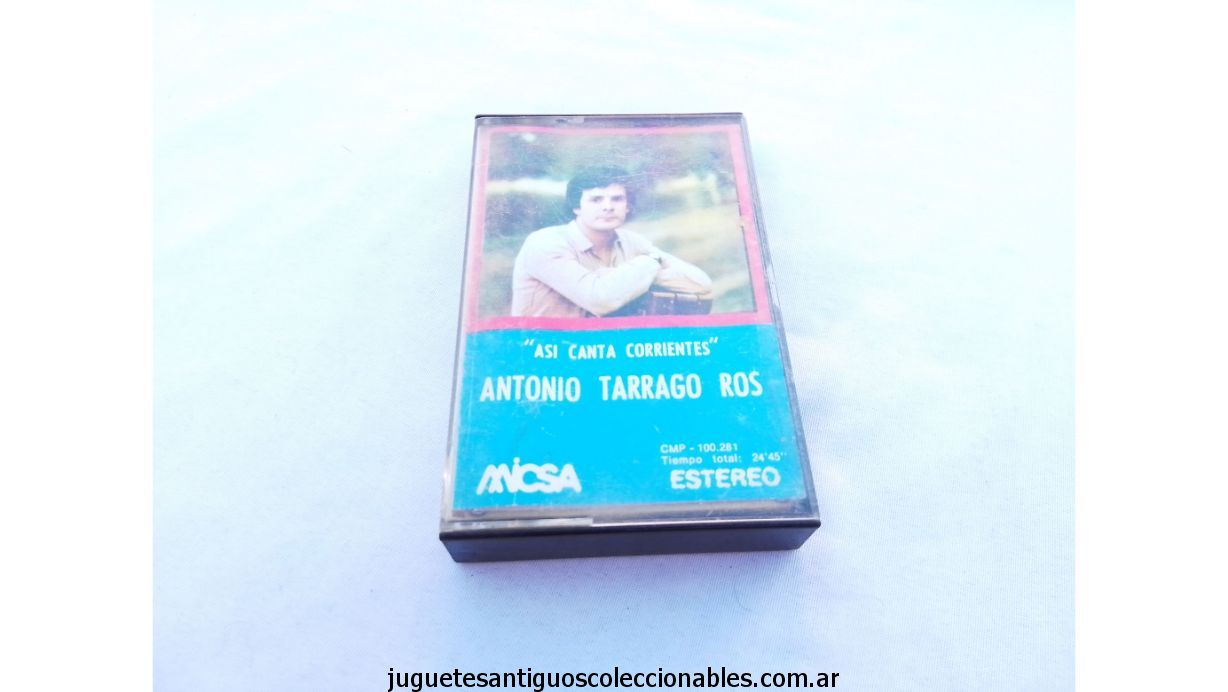 "ASI CANTA CORRIENTES"
ANTONIO TARRAGO ROS
CMP - 100.281
Tiempo total: 24'45''
MICSA
ESTEREO
juguetesantiguoscoleccionables.com.ar